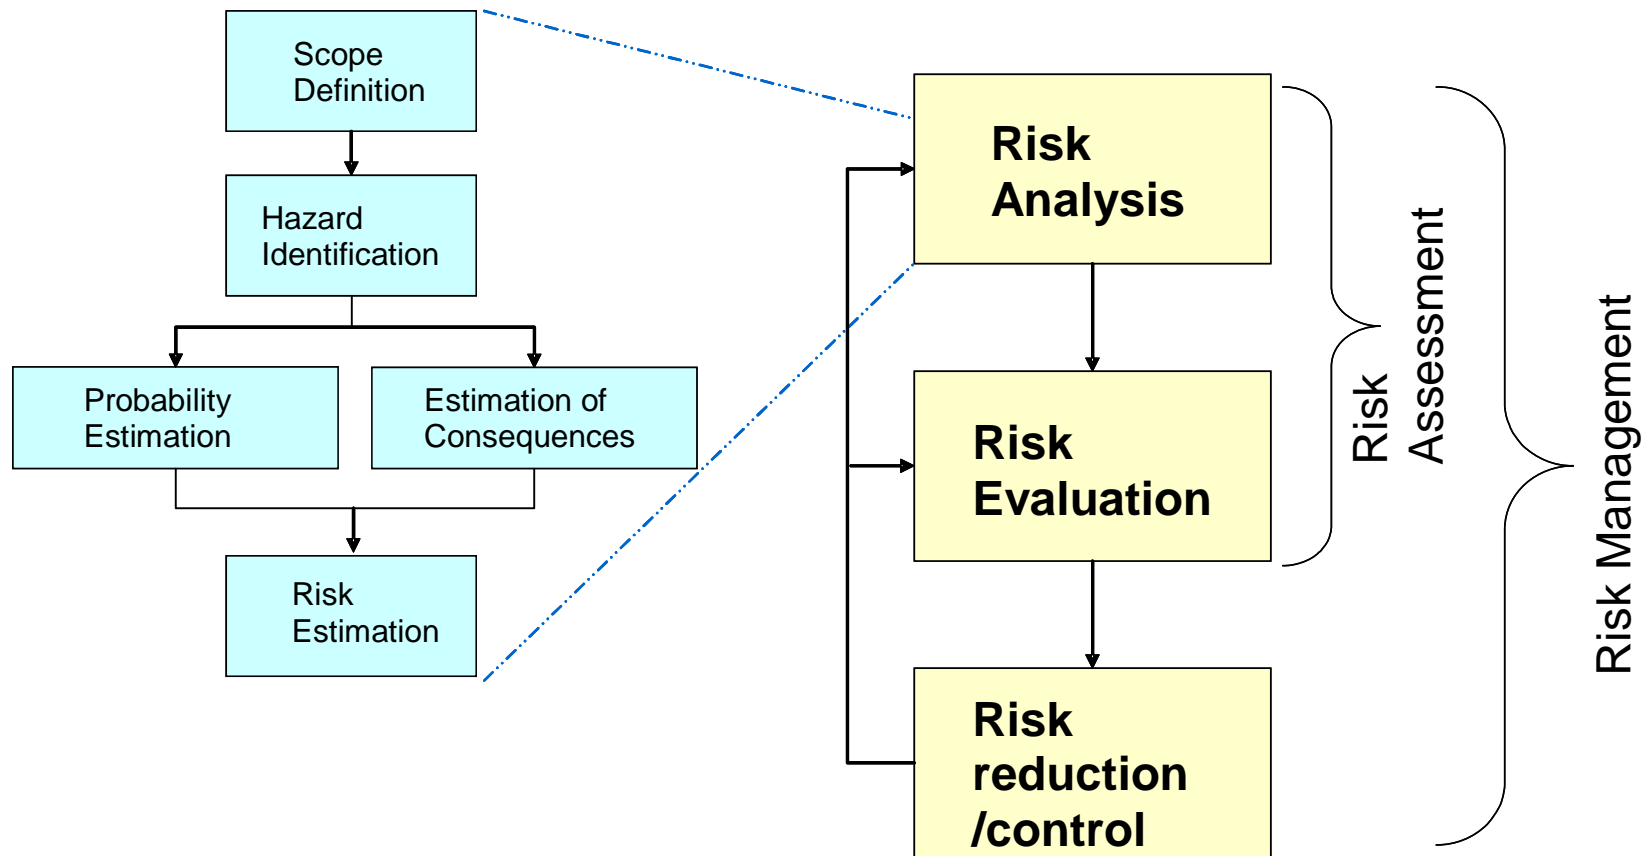 Scope
Definition
Hazard
Identification
Probability
Estimation
Estimation of
Consequences
Risk
Estimation
Risk
Analysis
Risk
Evaluation
Risk
reduction
/control
Risk
Assessment
Risk Management